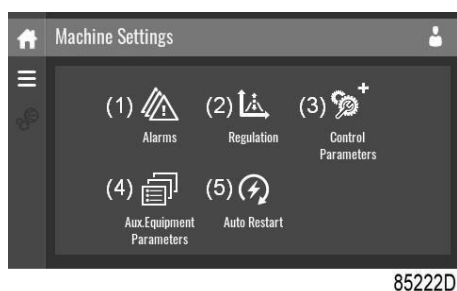 Machine Settings
(1) (2) (3)
Alarms Regulation Control
Parameters
(4) (5)
Aux.Equipment Auto Restart
Parameters
85222D